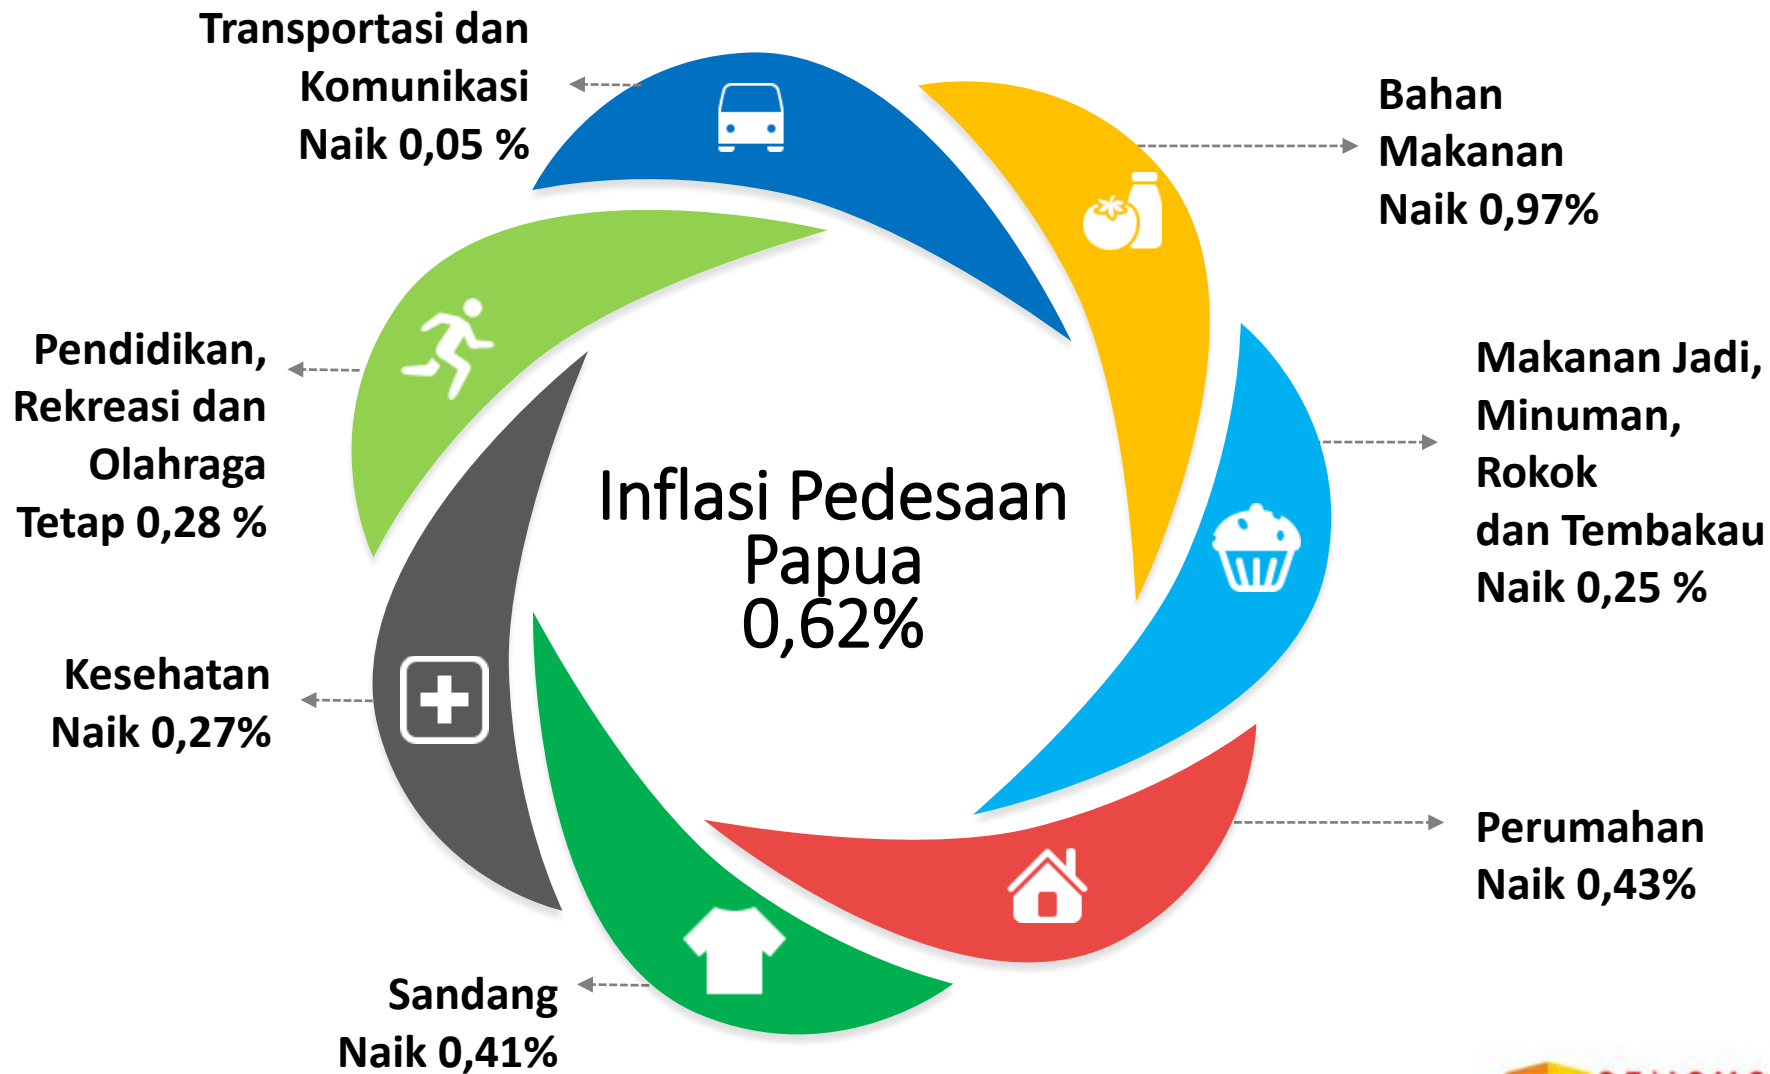 Transportasi dan
Komunikasi
Naik 0,05 %
Bahan
Makanan
Naik 0,97%
Pendidikan,
Rekreasi dan
Olahraga
Tetap 0,28 %
Makanan Jadi,
Minuman,
Rokok
dan Tembakau
Naik 0,25 %
Inflasi Pedesaan
Papua
0,62%
Kesehatan
Naik 0,27%
Perumahan
Naik 0,43%
Sandang
Naik 0,41%